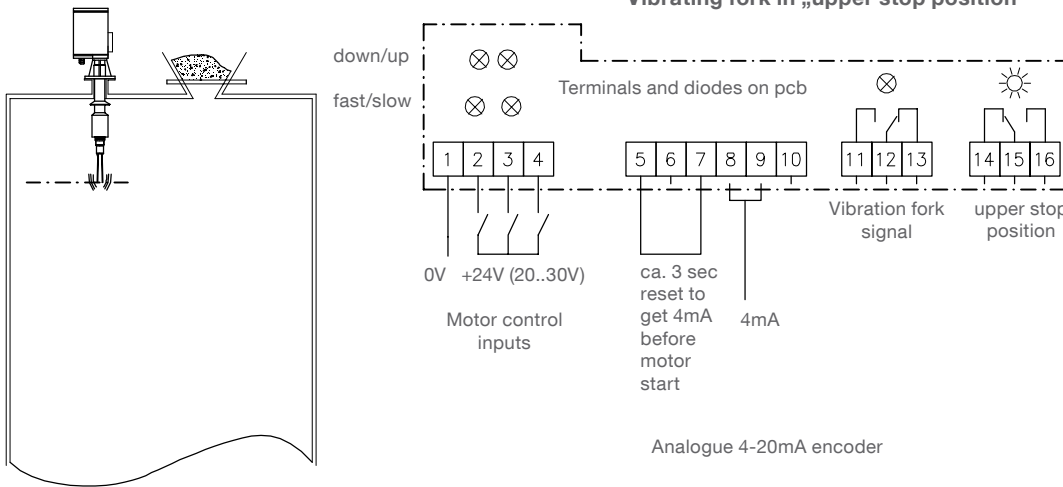 Vibrating fork in „upper stop position
down/up
fast/slow
Terminals and diodes on pcb
1 2 3 4
5 6 7 8 9 10
11 12 13
14 15 16
Vibration fork
signal
upper stop
position
0V +24V (20..30V)
Motor control
inputs
ca. 3 sec
reset to
get 4mA
before
motor
start
4mA
Analogue 4-20mA encoder